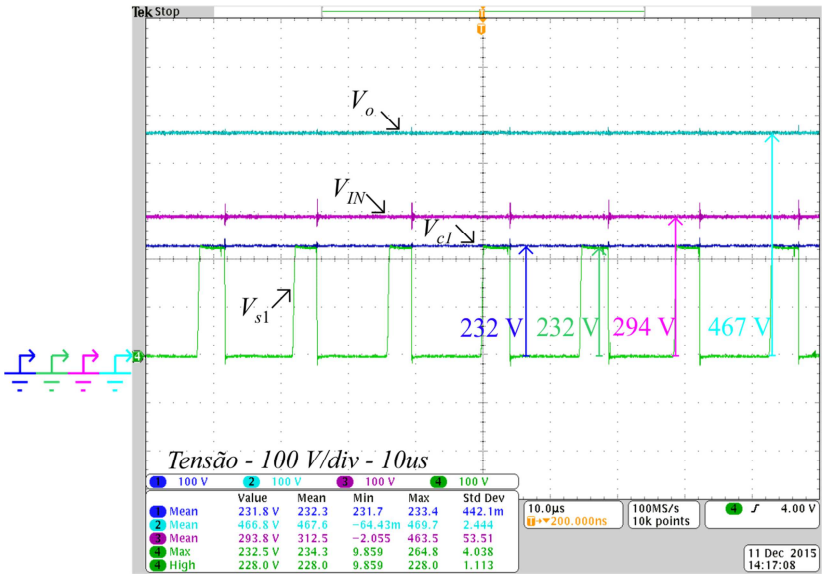 Tek Stop
T
T
Vo
VIN
Vc1
Vs1
232 V 232 V 294 V 467 V
4
Tensão - 100 V/div - 10us
1 100 V 2 100 V 3 100 V 4 100 V
Value Mean Min Max Std Dev
1 Mean 231.8 V 232.3 231.7 233.4 442.1m
2 Mean 466.8 V 467.6 -64.43m 469.7 2.444
3 Mean 293.8 V 312.5 -2.055 463.5 53.51
4 Max 232.5 V 234.3 9.859 264.8 4.038
4 High 228.0 V 228.0 9.859 228.0 1.113
10.0µs
T→▼200.000ns
100MS/s
10k points
4 4.00 V
11 Dec 2015
14:17:08